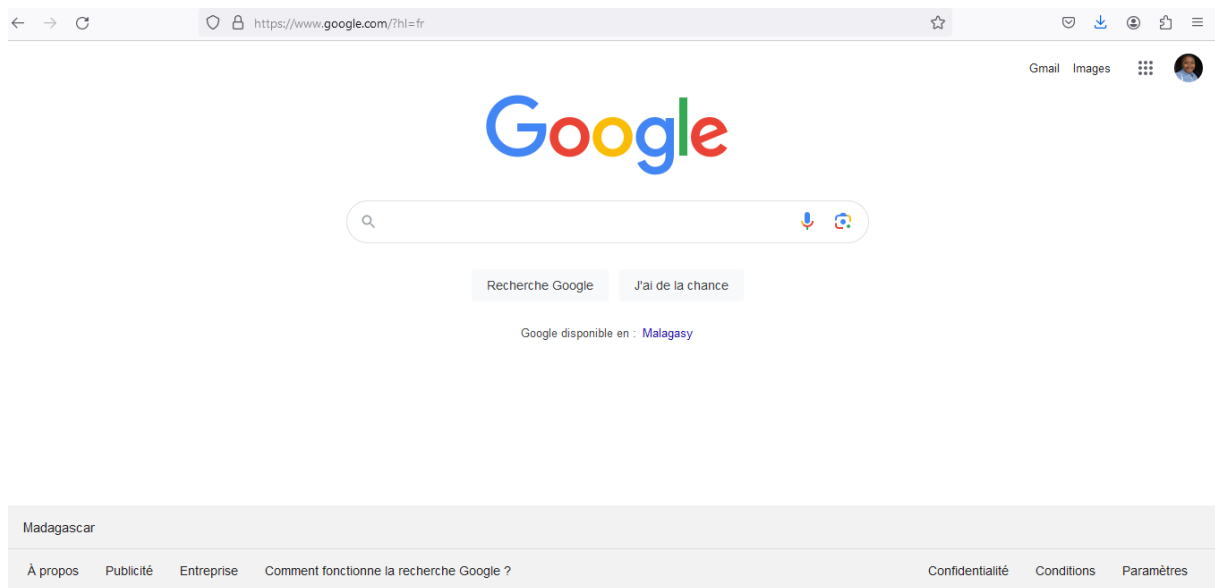 https://www.google.com/?hl=fr
Gmail Images
Google
Recherche Google J'ai de la chance
Google disponible en : Malagasy
Madagascar
À propos Publicité Entreprise Comment fonctionne la recherche Google ? Confidentialité Conditions Paramètres